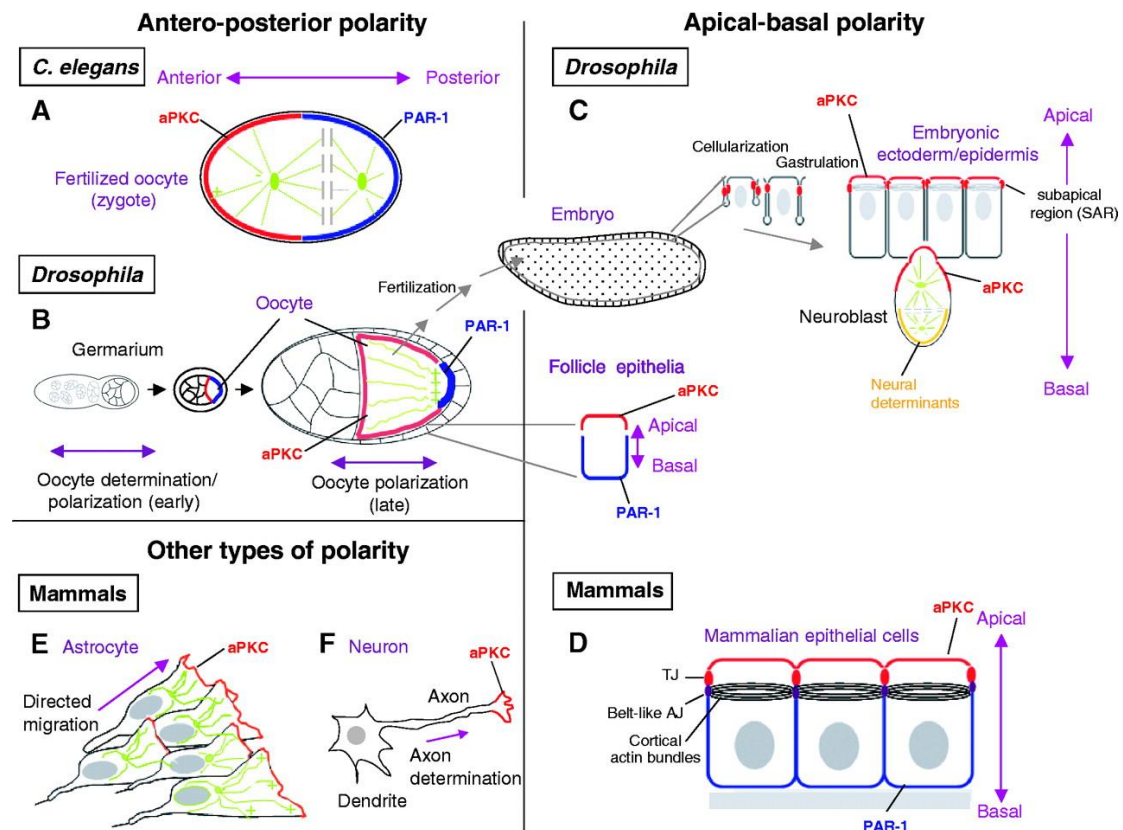 Antero-posterior polarity
C. elegans
Anterior
Posterior
A
aPKC
PAR-1
Fertilized oocyte
(zygote)
Drosophila
B
Germarium
Oocyte
Fertilization
PAR-1
aPKC
Oocyte determination/
polarization (early)
Oocyte polarization
(late)
Embryo
Follicle epithelia
aPKC
Apical
Basal
PAR-1
Apical-basal polarity
Drosophila
C
aPKC
Cellularization
Gastrulation
Embryonic
ectoderm/epidermis
Apical
subapical
region (SAR)
aPKC
Neuroblast
Neural
determinants
Basal
Other types of polarity
Mammals
E
Astrocyte
aPKC
Directed
migration
F
Neuron
aPKC
Axon
Axon
determination
Dendrite
Mammals
D
Mammalian epithelial cells
aPKC
Apical
TJ
Belt-like AJ
Cortical
actin bundles
Basal
PAR-1